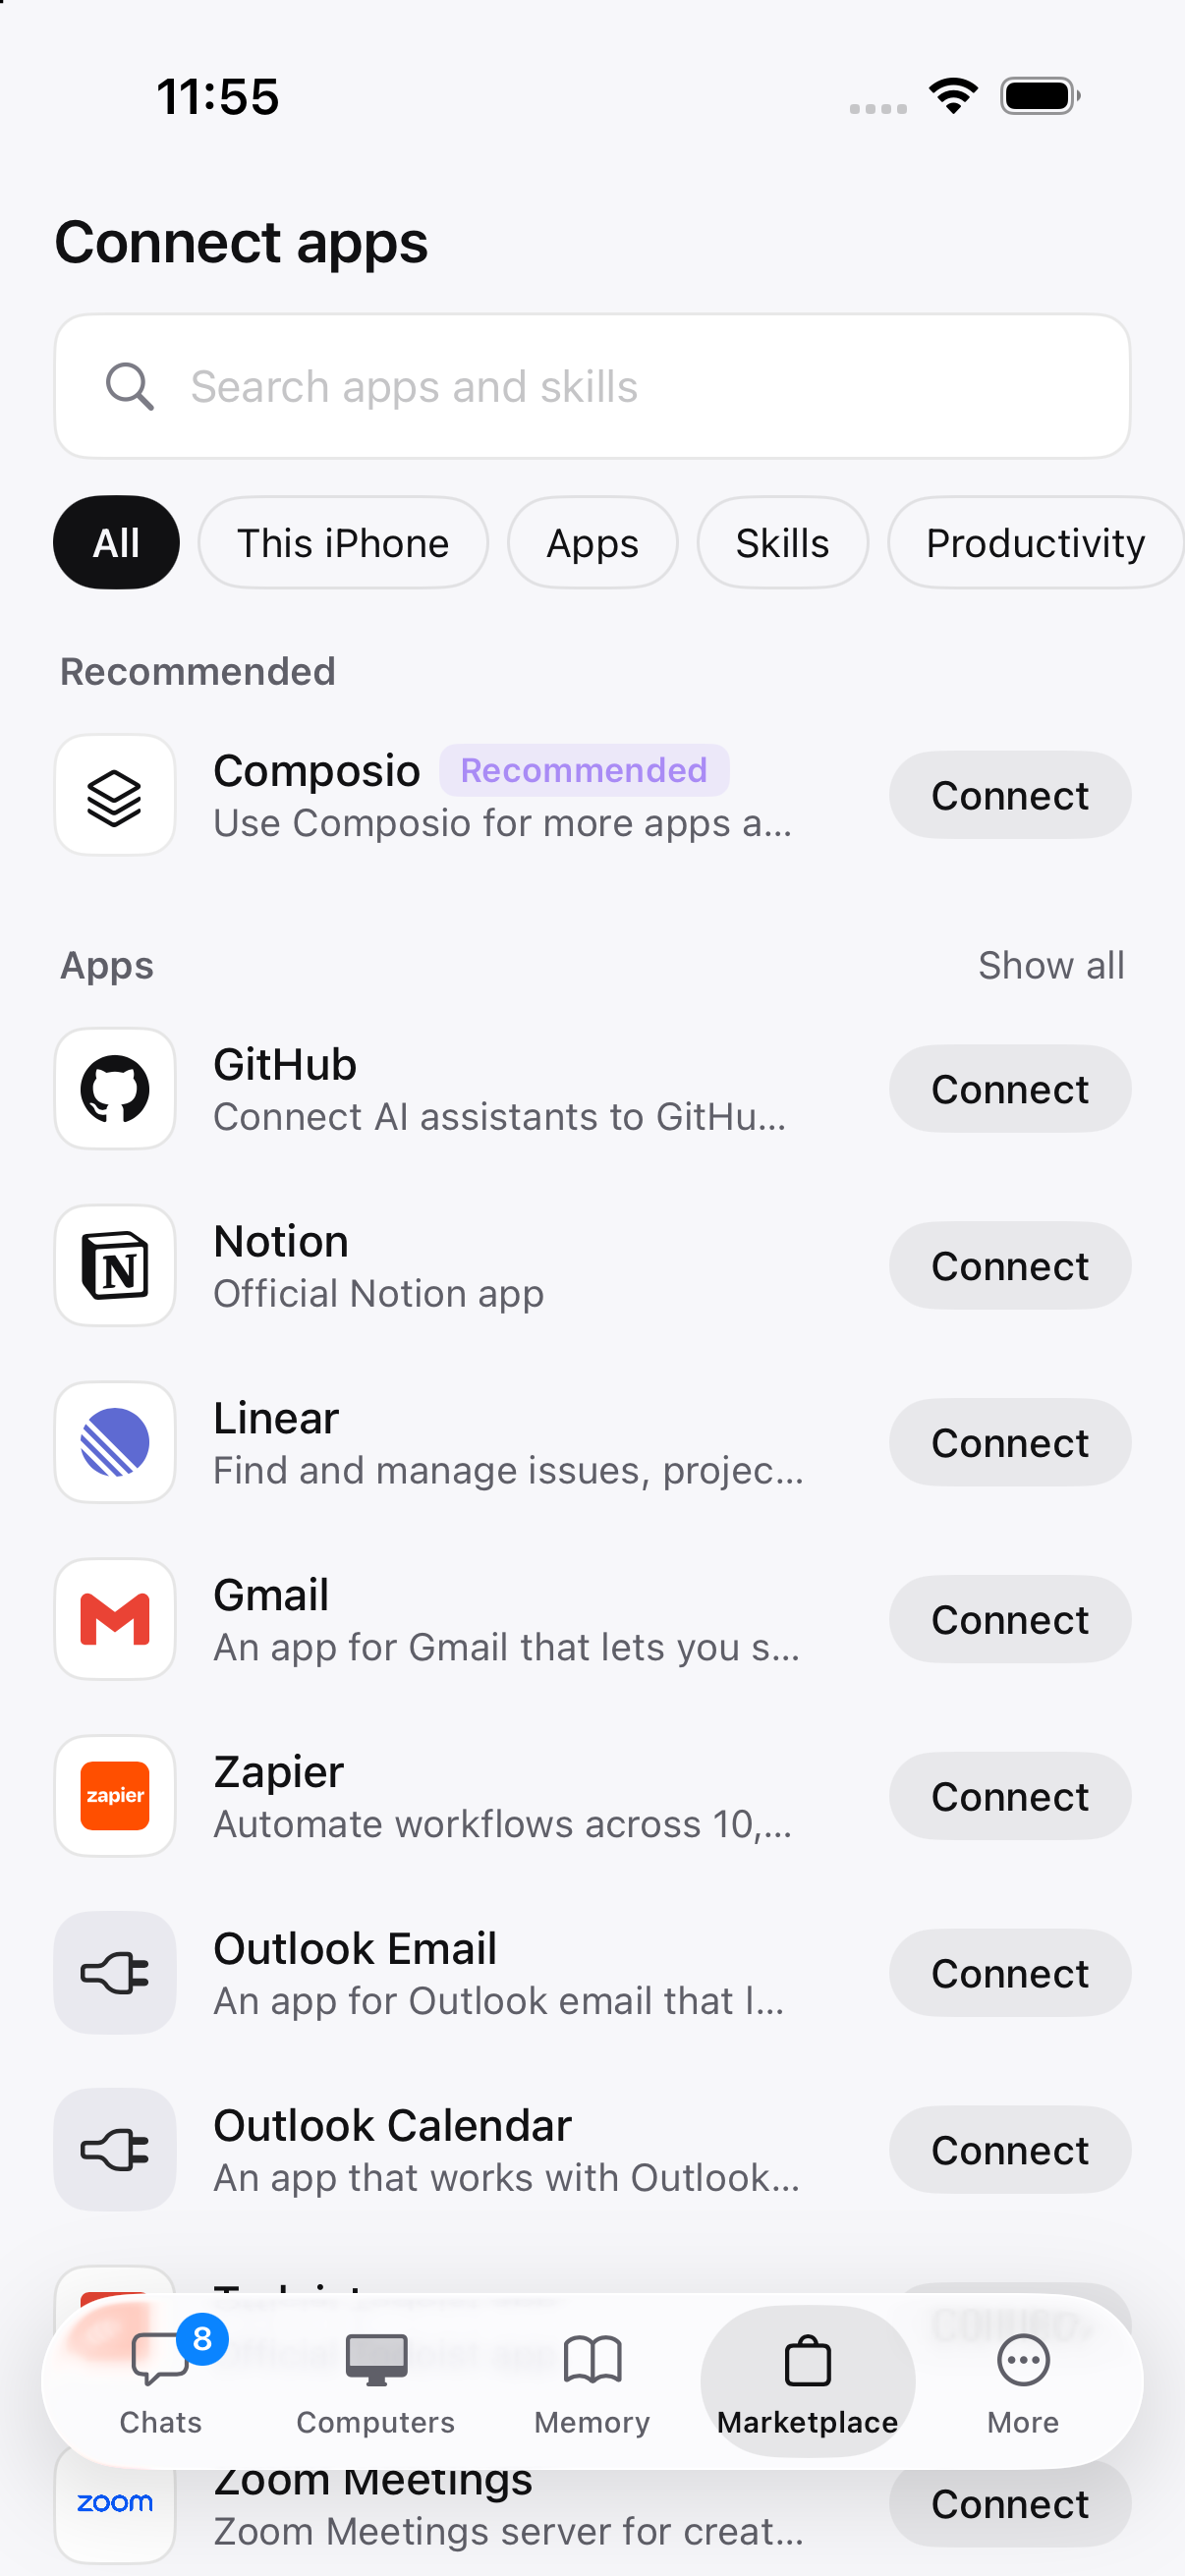 11:55
Connect apps
Search apps and skills
All
This iPhone
Apps
Skills
Productivity
Recommended
Composio
Recommended
Use Composio for more apps a...
Connect
Apps
Show all
GitHub
Connect AI assistants to GitHu...
Connect
Notion
Official Notion app
Connect
Linear
Find and manage issues, projec...
Connect
Gmail
An app for Gmail that lets you s...
Connect
zapier
Zapier
Automate workflows across 10,...
Connect
Outlook Email
An app for Outlook email that l...
Connect
Outlook Calendar
An app that works with Outlook...
Connect
8
Chats
Computers
Memory
Marketplace
More
zoom
Zoom Meetings
Zoom Meetings server for creat...
Connect